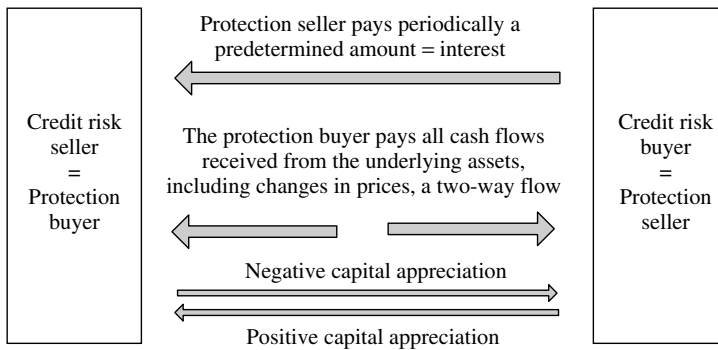 Protection seller pays periodically a
predetermined amount = interest
Credit risk
seller
=
Protection
buyer
The protection buyer pays all cash flows
received from the underlying assets,
including changes in prices, a two-way flow
Credit risk
buyer
=
Protection
seller
Negative capital appreciation
Positive capital appreciation